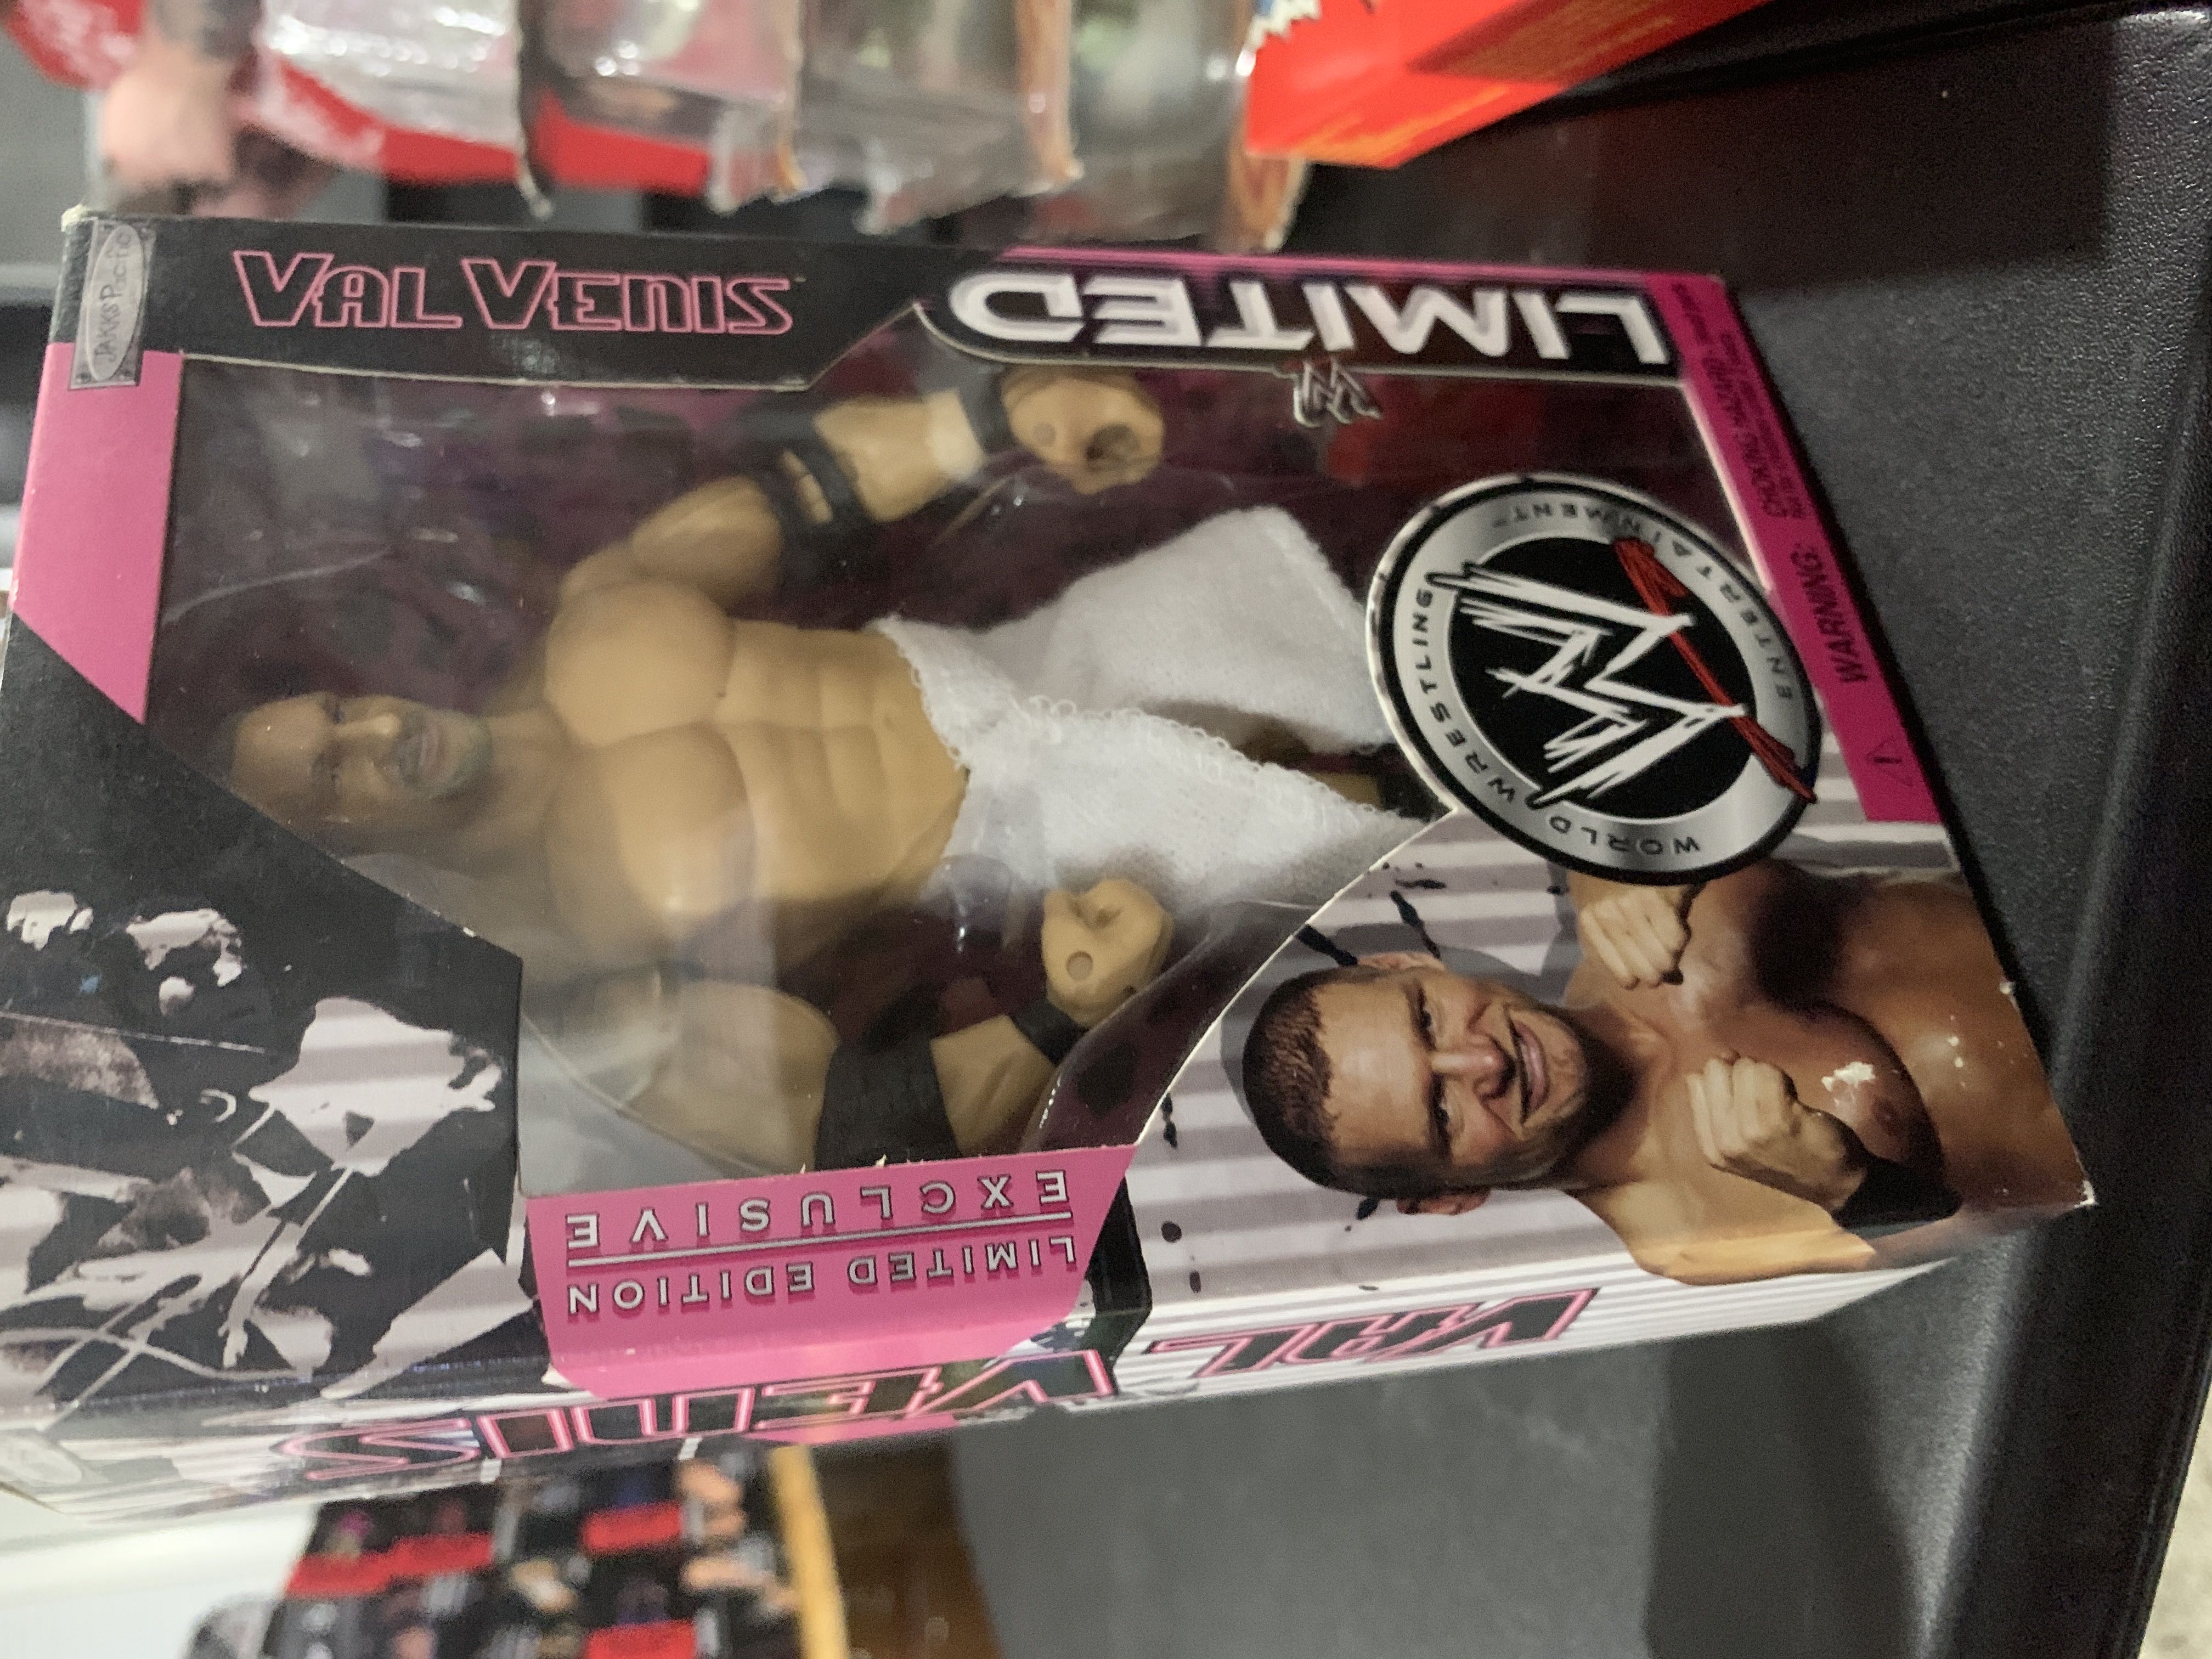 JAKKS Pacific
VAL VENIS
LIMITED
W
WORLD WRESTLING
ENTERTAINMENT
W
WARNING:
CHOKING HAZARD
LIMITED EDITION
EXCLUSIVE
VAL VENIS